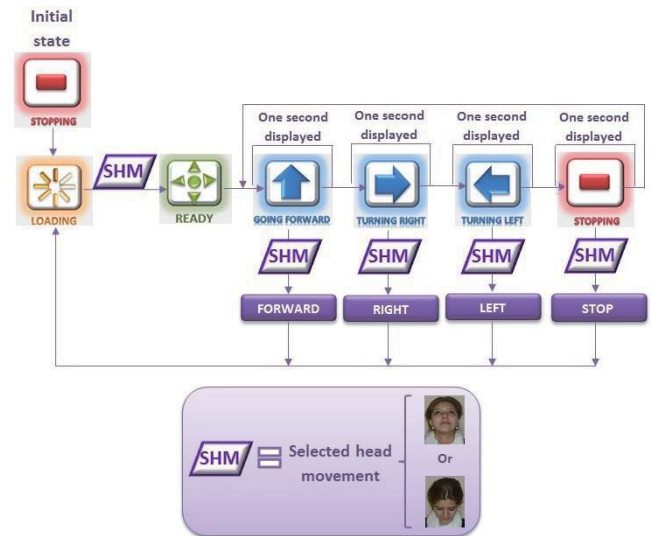 Initial
state
STOPPING
LOADING
SHM
READY
One second
displayed
One second
displayed
One second
displayed
One second
displayed
GOING FORWARD
TURNING RIGHT
TURNING LEFT
STOPPING
SHM
SHM
SHM
SHM
FORWARD
RIGHT
LEFT
STOP
SHM
Selected head
movement
Or